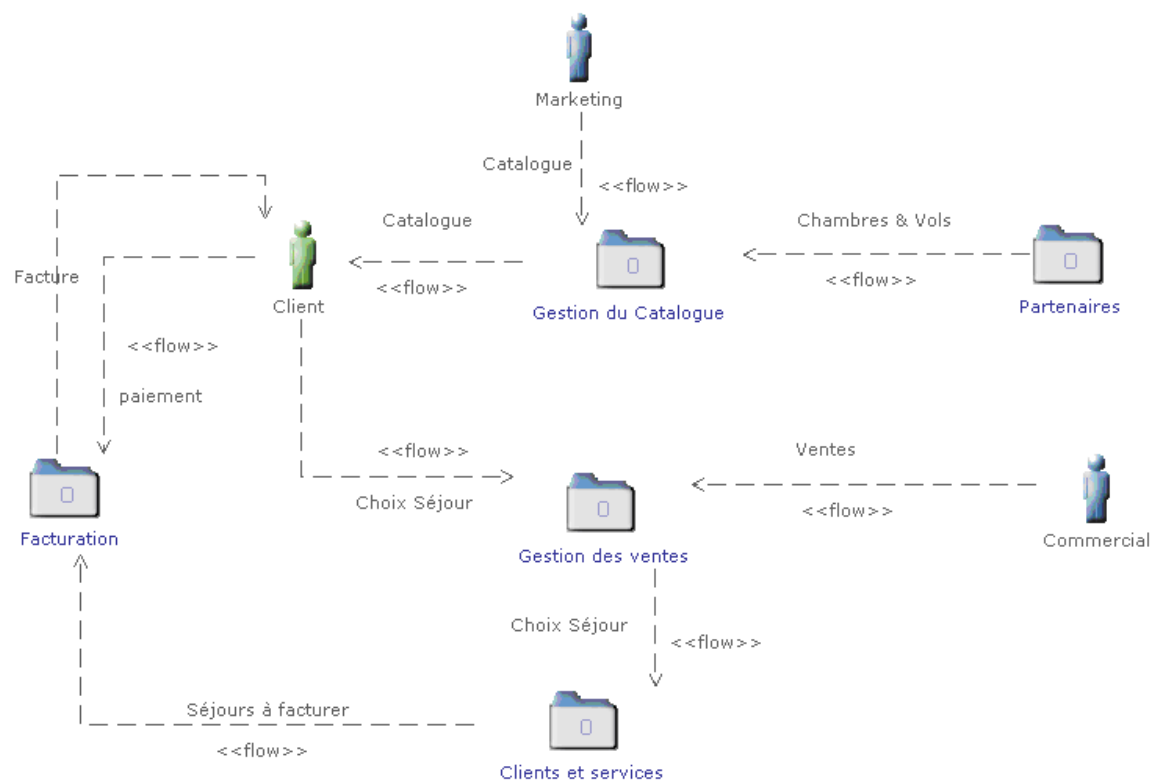 Marketing
Catalogue
<<flow>>
Catalogue
Chambres & Vols
Facture
<<flow>>
<<flow>>
Client
Gestion du Catalogue
Partenaires
<<flow>>
paiement
<<flow>>
Ventes
Choix Séjour
<<flow>>
Facturation
Gestion des ventes
Commercial
Choix Séjour
<<flow>>
Séjours à facturer
<<flow>>
Clients et services